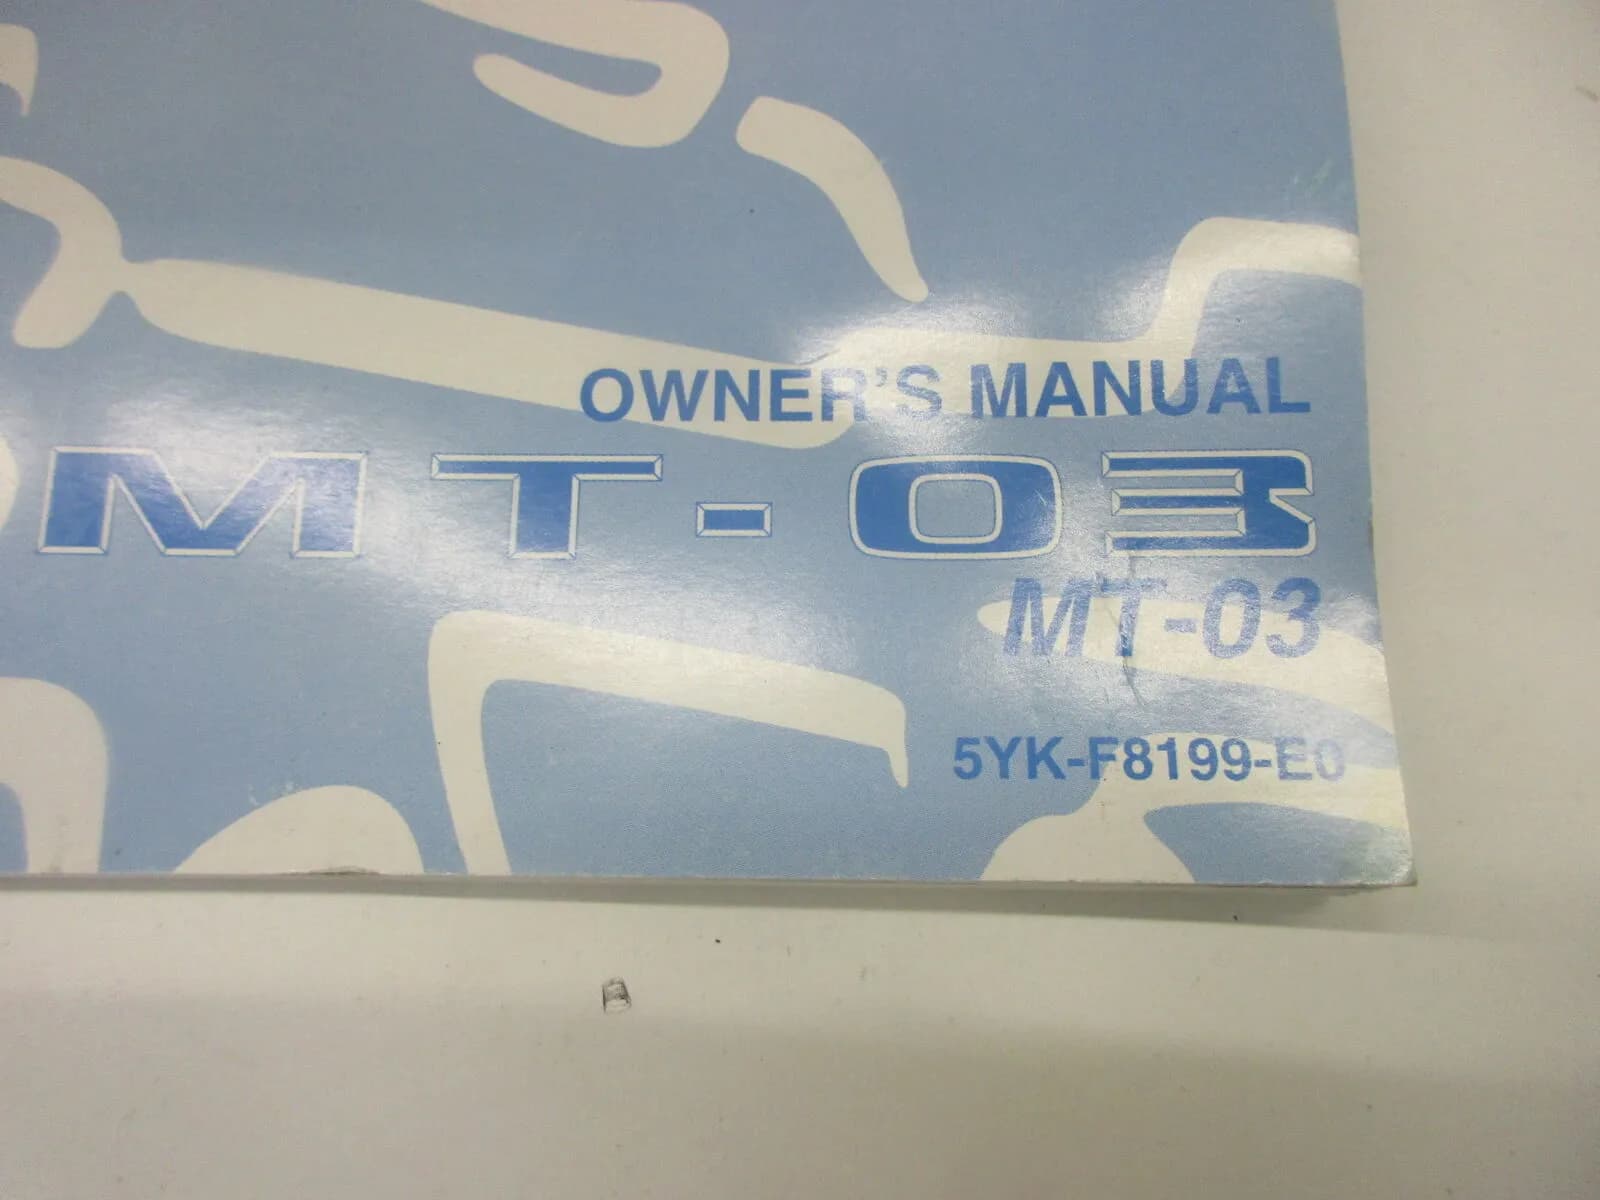 OWNER'S MANUAL
MT-03
MT-03
5YK-F8199-E0